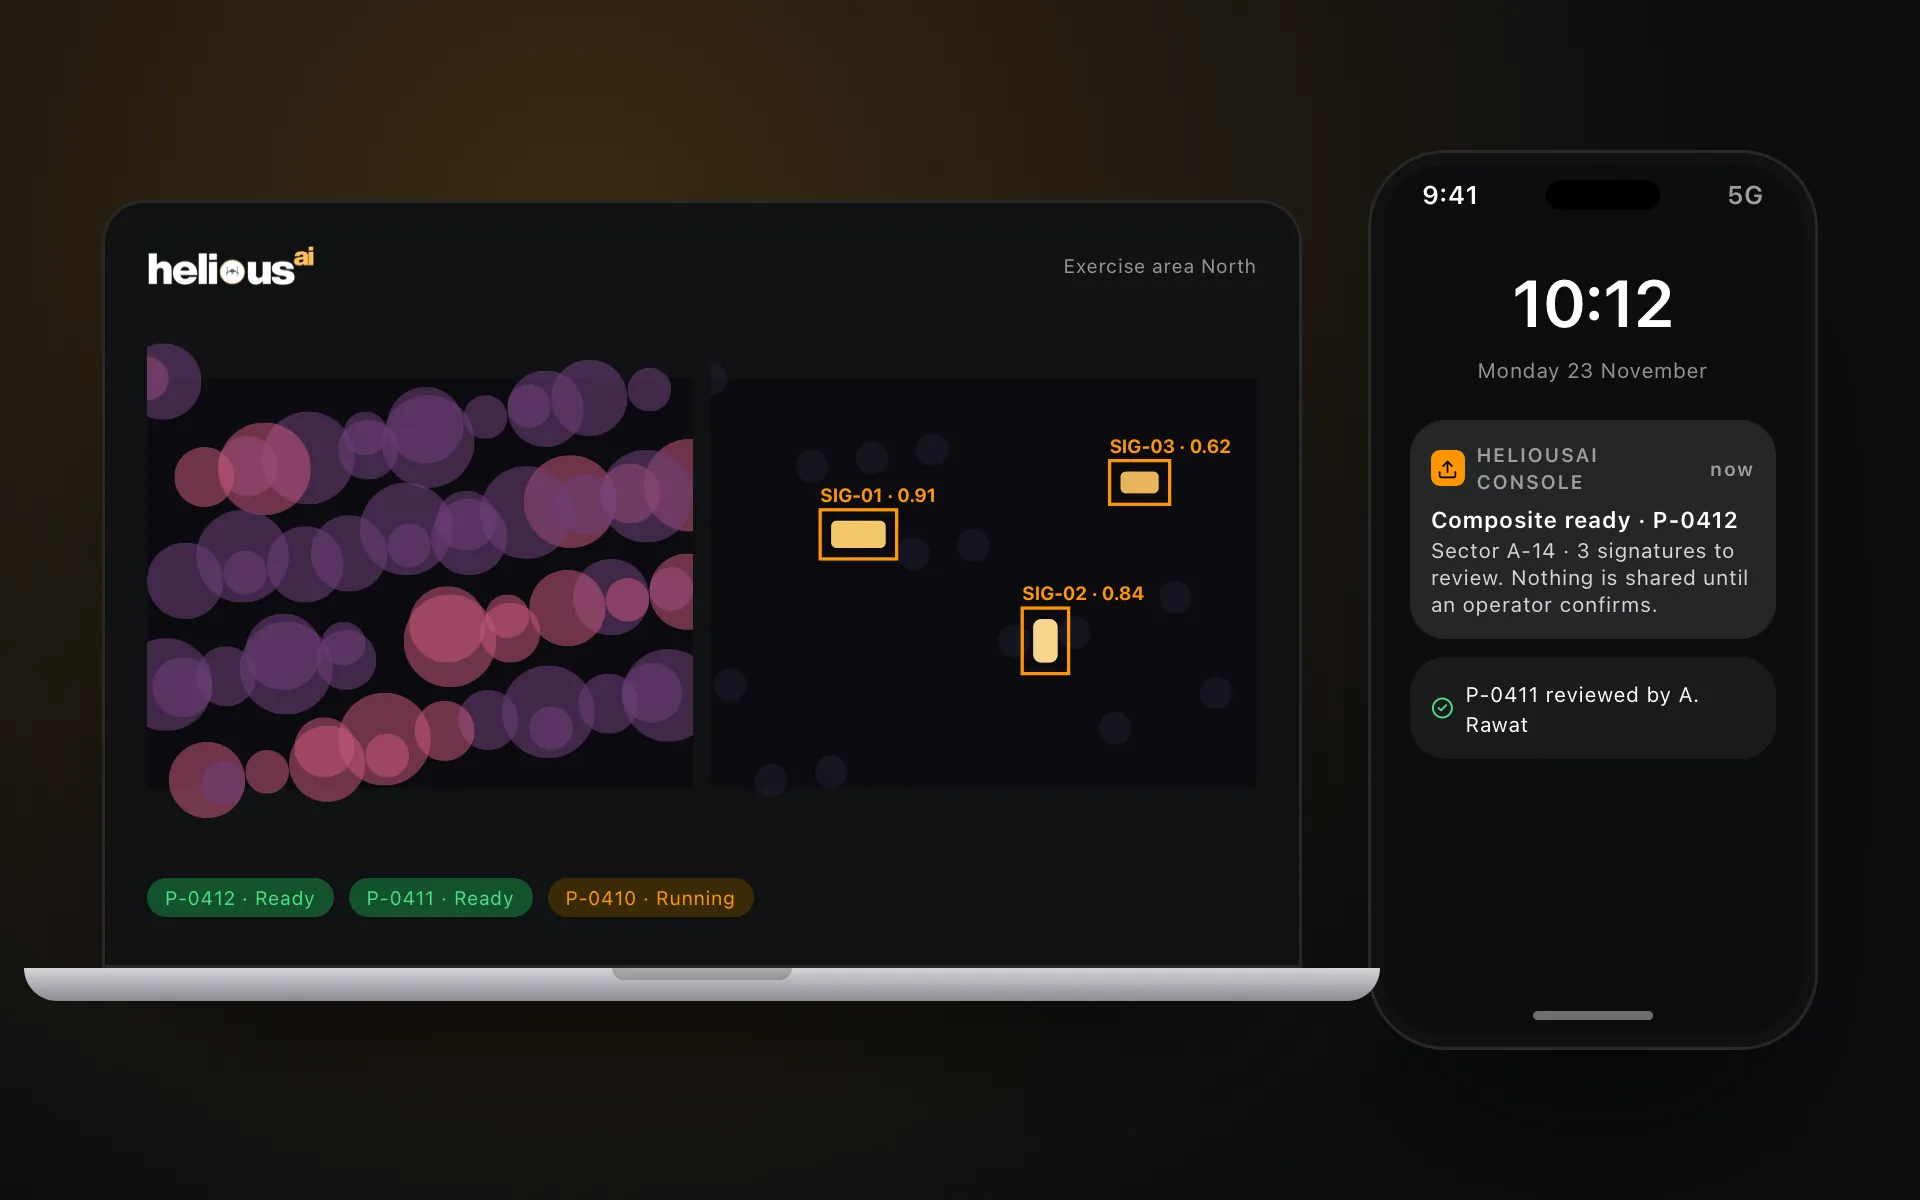 heliousai
Exercise area North
SIG-03 · 0.62
SIG-01 · 0.91
SIG-02 · 0.84
P-0412 · Ready
P-0411 · Ready
P-0410 · Running
9:41
5G
10:12
Monday 23 November
HELIOUSAI
CONSOLE
now
Composite ready · P-0412
Sector A-14 · 3 signatures to
review. Nothing is shared until
an operator confirms.
P-0411 reviewed by A.
Rawat